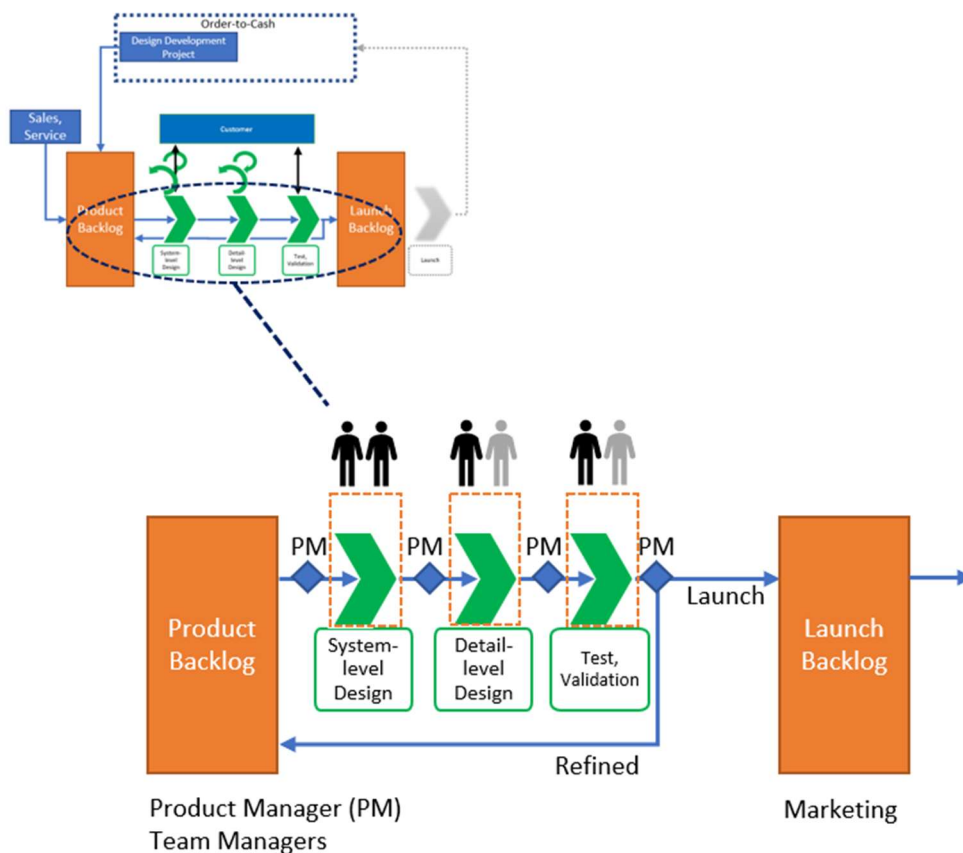 Order-to-Cash
Design Development
Project
Sales,
Service
Customer
Product
Backlog
Launch
Backlog
System-
level
Design
Detail-
level
Design
Test,
Validation
Launch
PM
PM
PM
PM
Product
Backlog
System-
level
Design
Detail-
level
Design
Test,
Validation
Launch
Launch
Backlog
Refined
Product Manager (PM)
Team Managers
Marketing